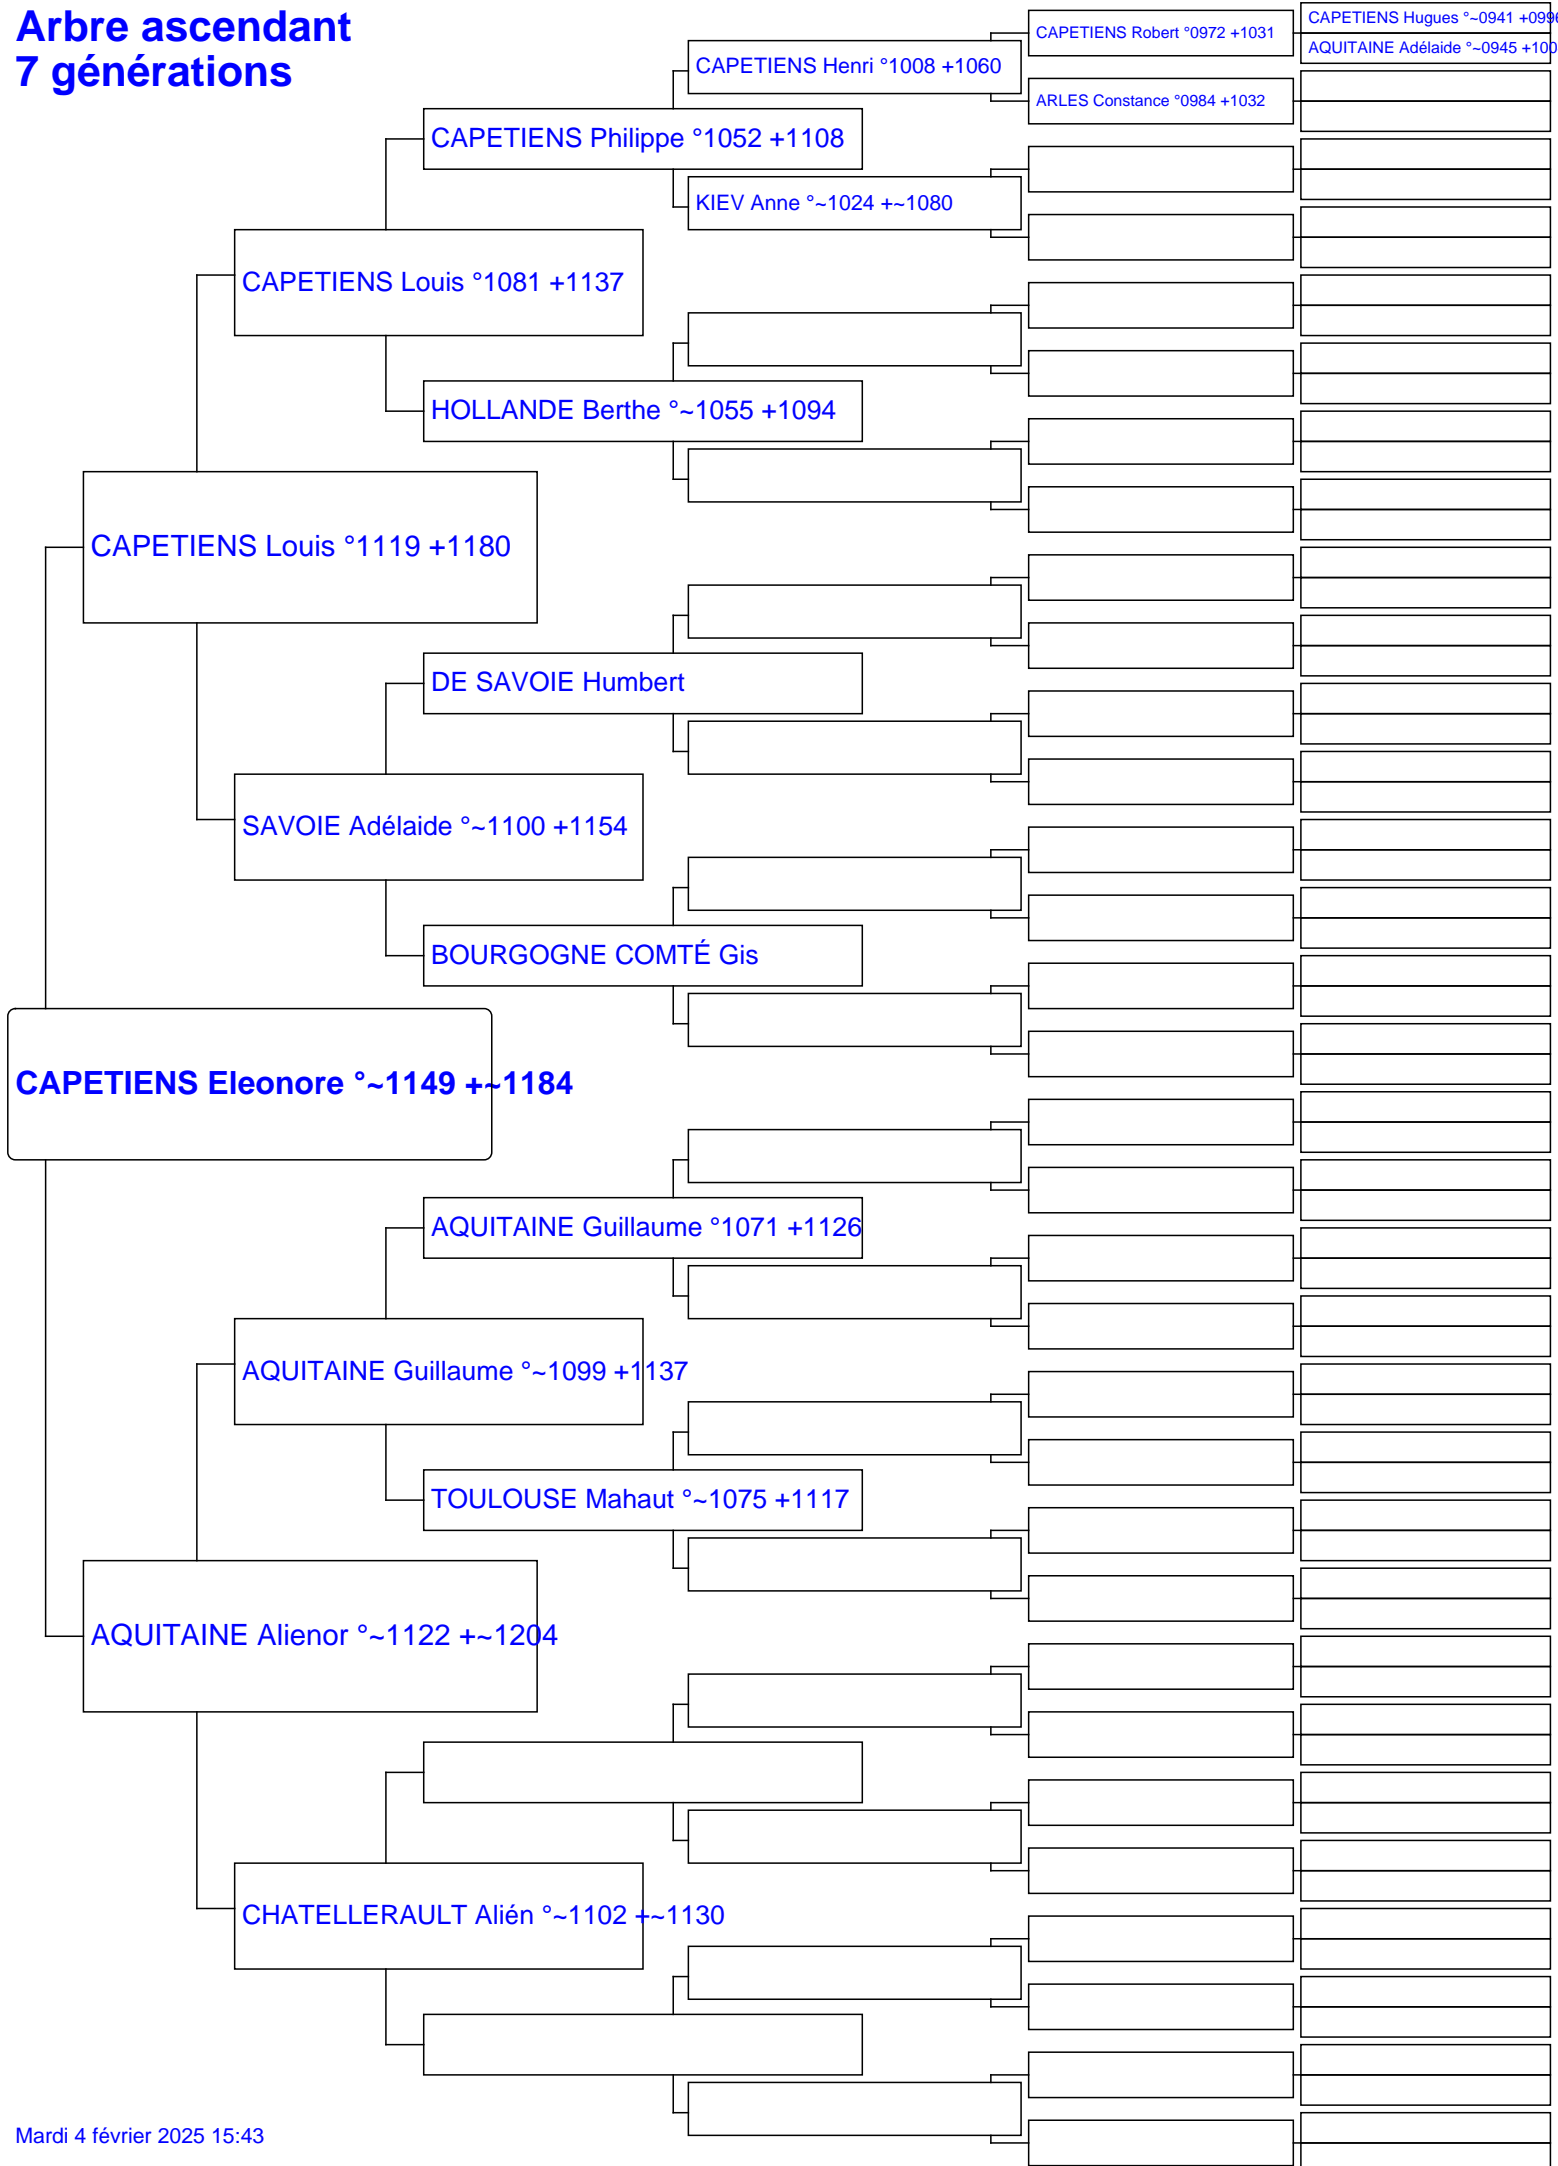 Arbre ascendant
7 générations
CAPETIENS Hugues °~0941 +0996
CAPETIENS Robert °0972 +1031
AQUITAINE Adélaide °~0945 +100
CAPETIENS Henri °1008 +1060
ARLES Constance °0984 +1032
CAPETIENS Philippe °1052 +1108
KIEV Anne °~1024 +~1080
CAPETIENS Louis °1081 +1137
HOLLANDE Berthe °~1055 +1094
CAPETIENS Louis °1119 +1180
DE SAVOIE Humbert
SAVOIE Adélaide °~1100 +1154
BOURGOGNE COMTÉ Gis
CAPETIENS Eleonore °~1149 +~1184
AQUITAINE Guillaume °1071 +1126
AQUITAINE Guillaume °~1099 +1137
TOULOUSE Mahaut °~1075 +1117
AQUITAINE Alienor °~1122 +~1204
CHATELLERAULT Alién °~1102 +~1130
Mardi 4 février 2025 15:43